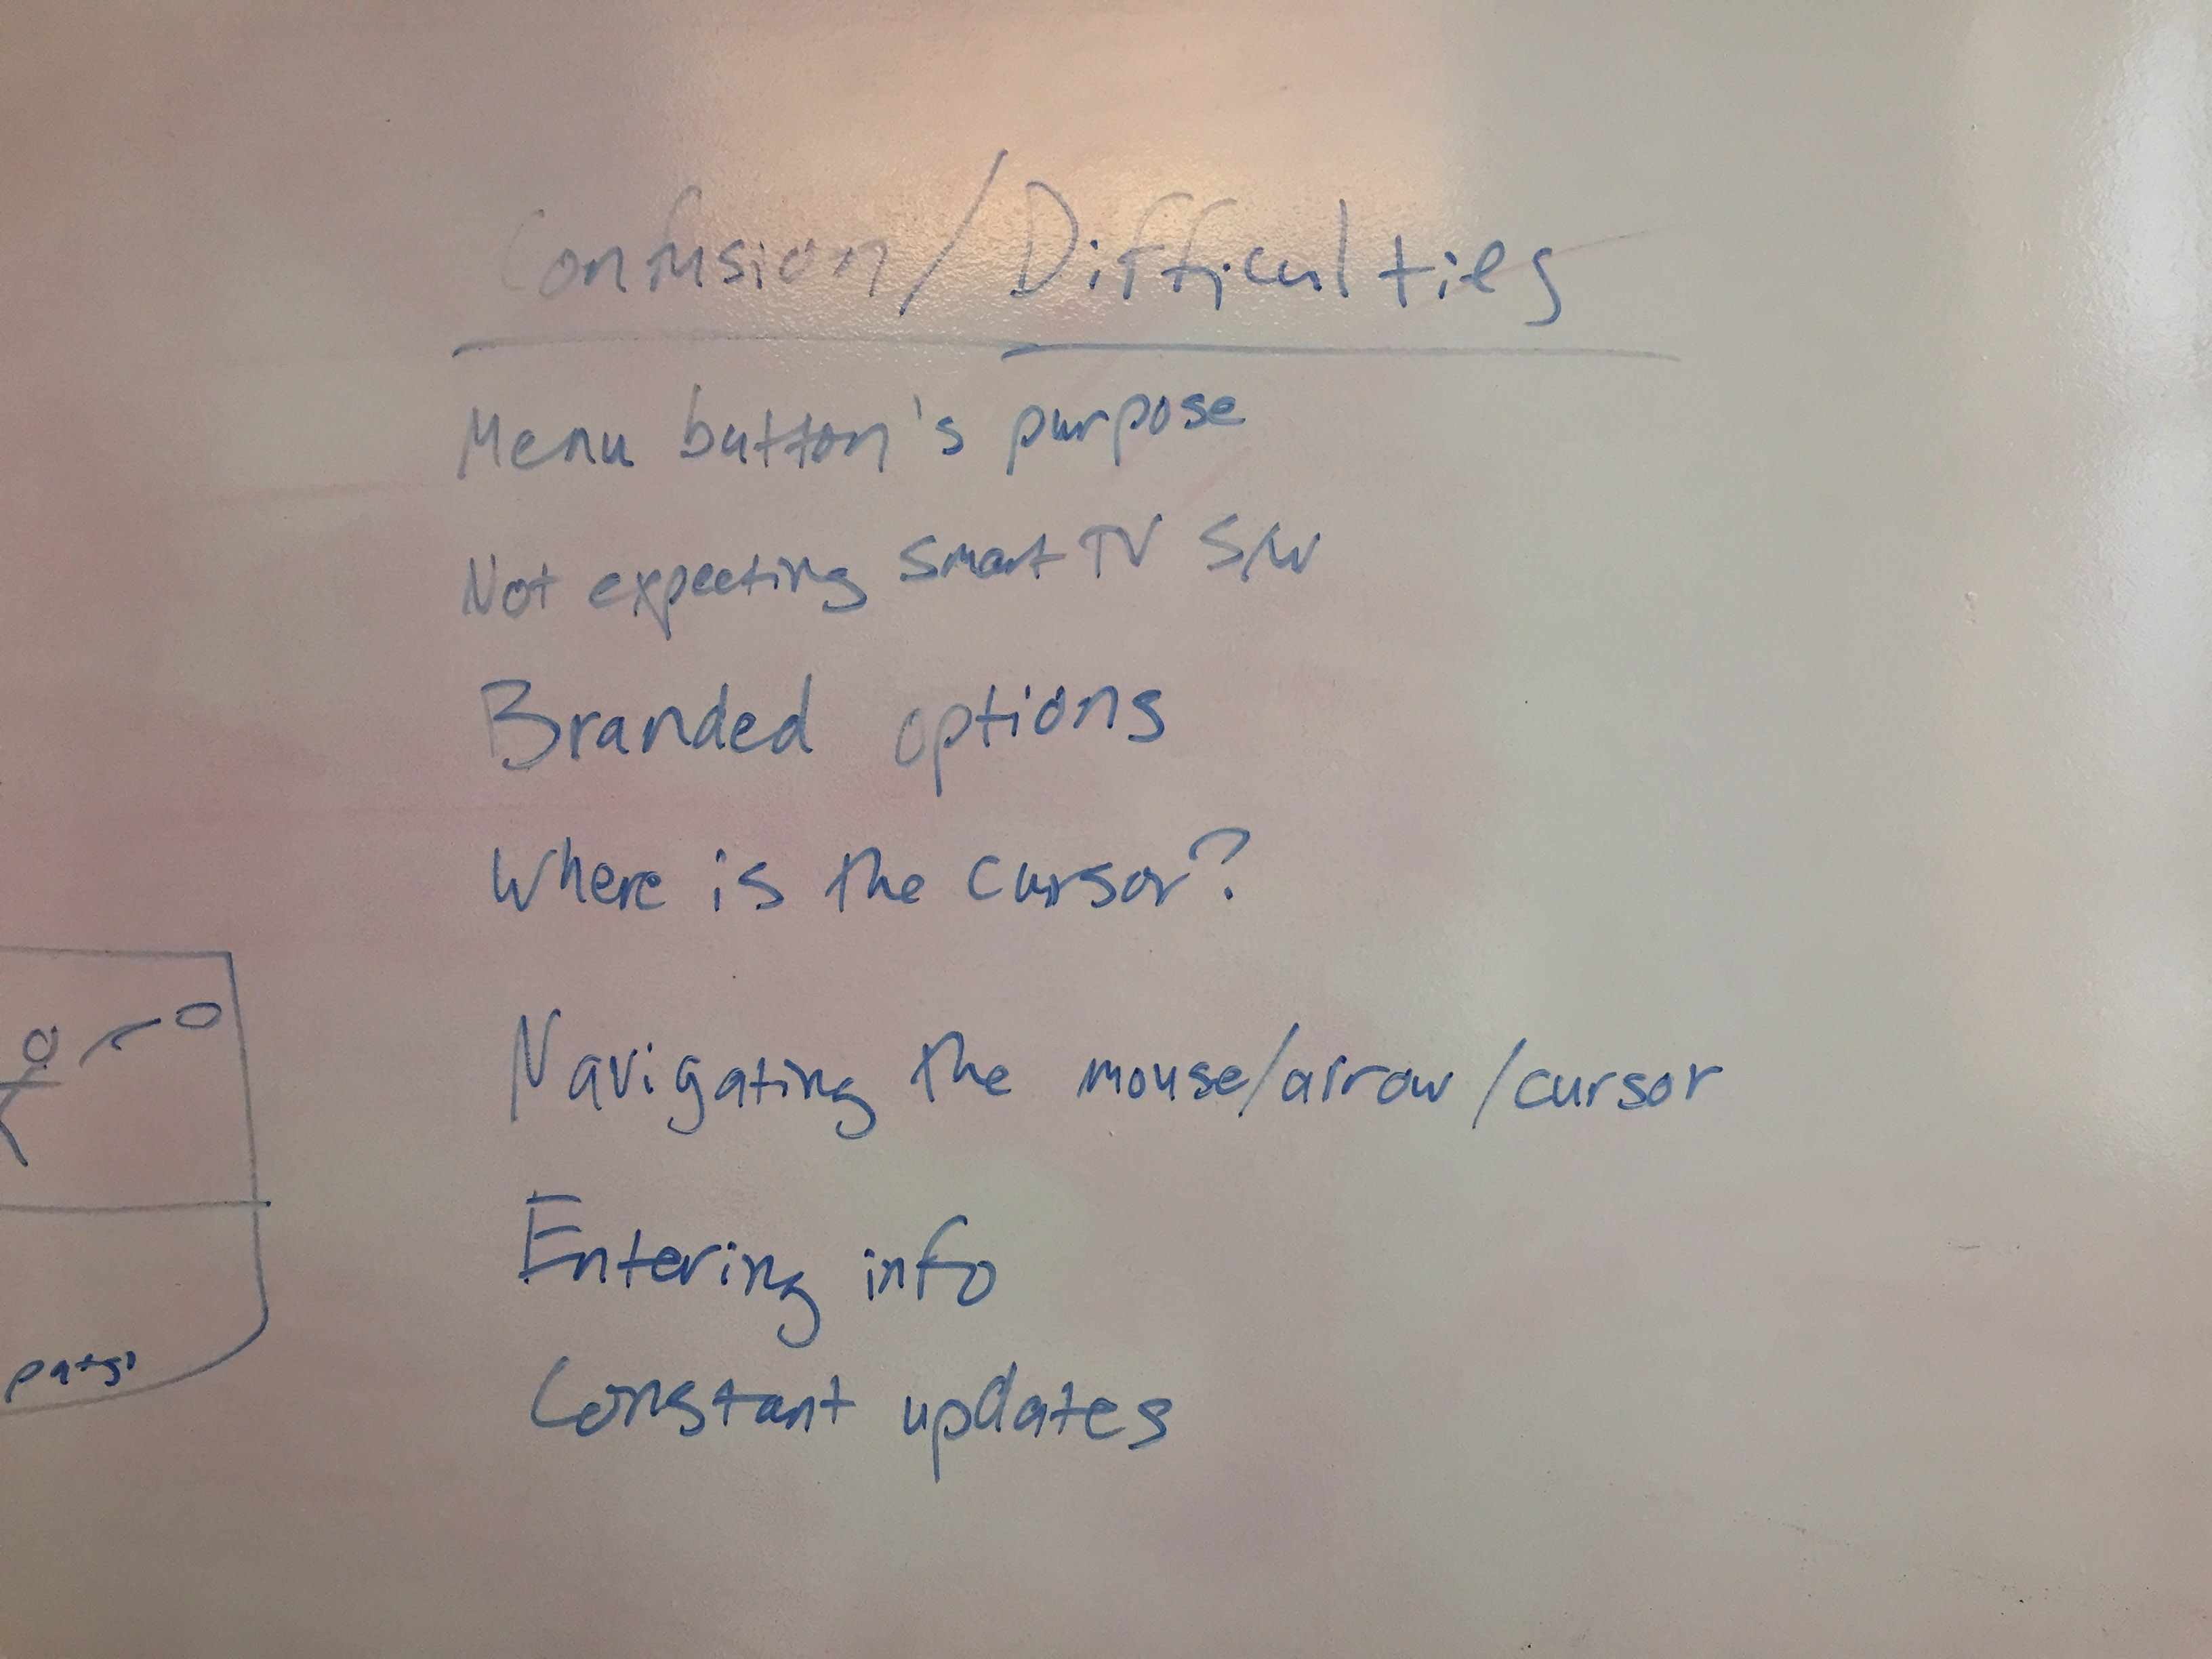 Confusion/Difficulties
Menu button's purpose
Not expecting Smart TV S/W
Branded options
Where is the cursor?
Navigating the mouse/arrow/cursor
Entering info
Constant updates